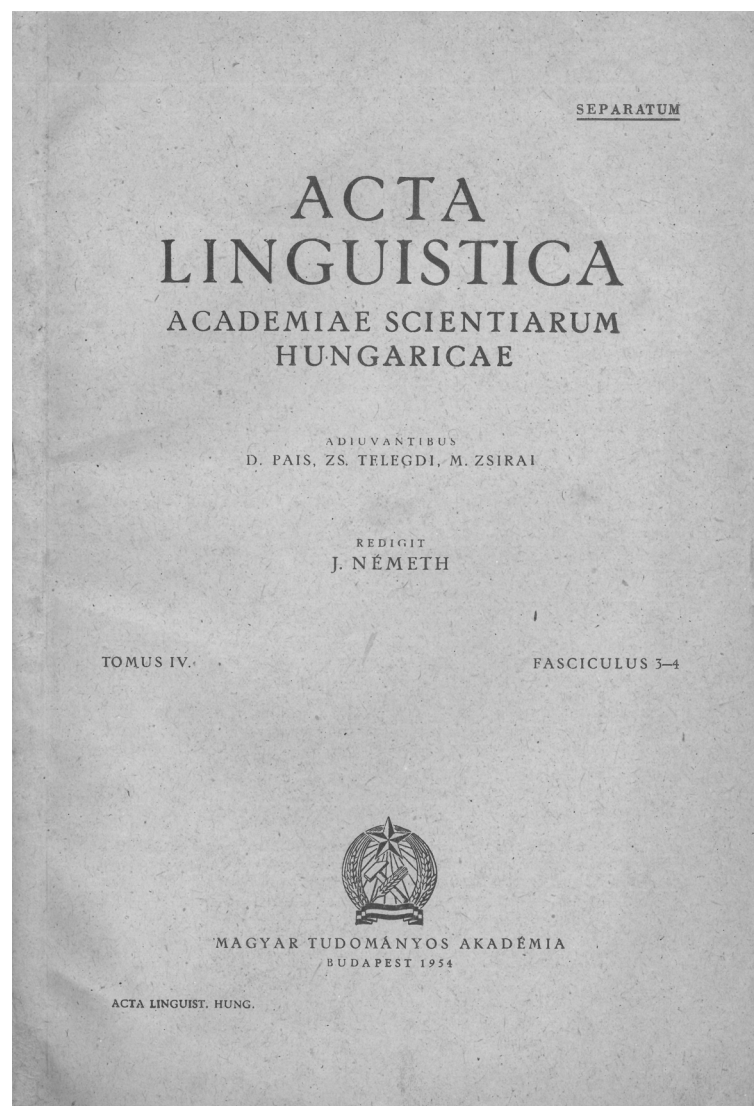 SEPARATUM
ACTA
LINGUISTICA
ACADEMIAE SCIENTIARUM
HUNGARICAE
ADIUVANTIBUS
D. PAIS, ZS. TELEGDI, M. ZSIRAI
REDIGIT
J. NÉMETH
TOMUS IV.
FASCICULUS 3–4
MAGYAR TUDOMÁNYOS AKADÉMIA
BUDAPEST 1954
ACTA LINGUIST. HUNG.